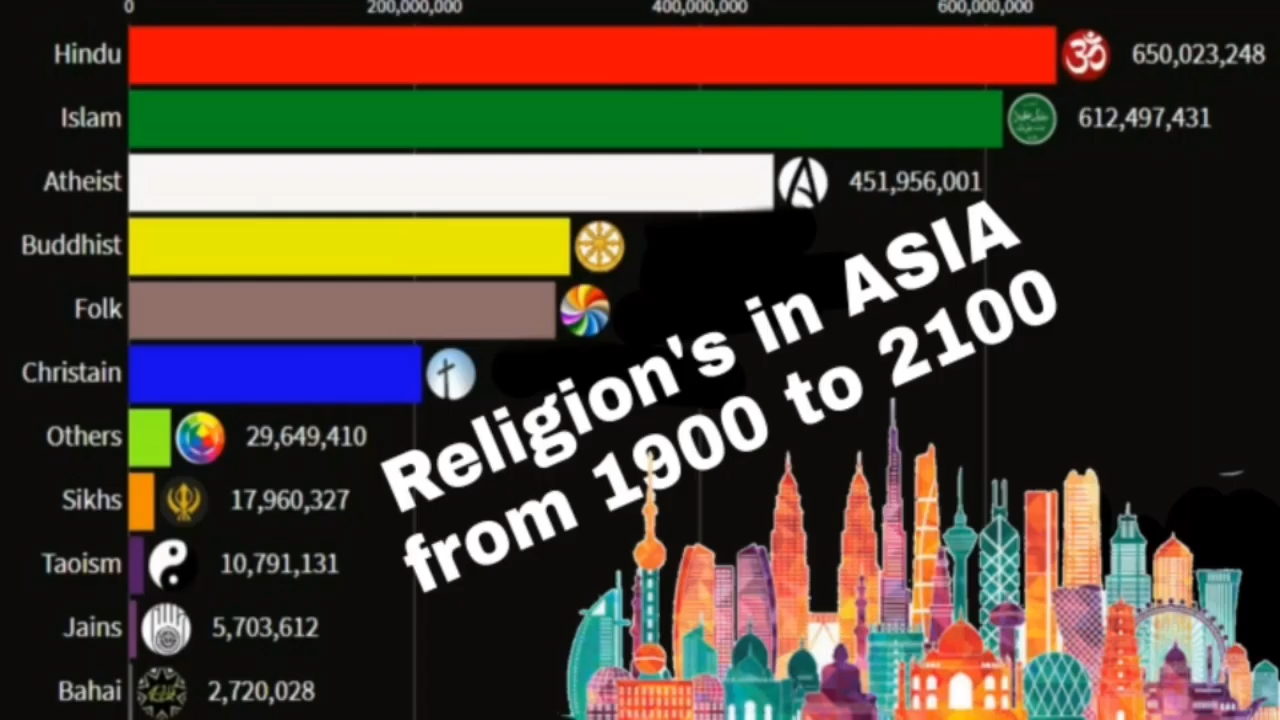 0 200,000,000 400,000,000 600,000,000
Hindu 650,023,248
Islam 612,497,431
Atheist 451,956,001
Buddhist
Folk
Christain
Others 29,649,410
Sikhs 17,960,327
Taoism 10,791,131
Jains 5,703,612
Bahai 2,720,028
Religion's in ASIA
from 1900 to 2100